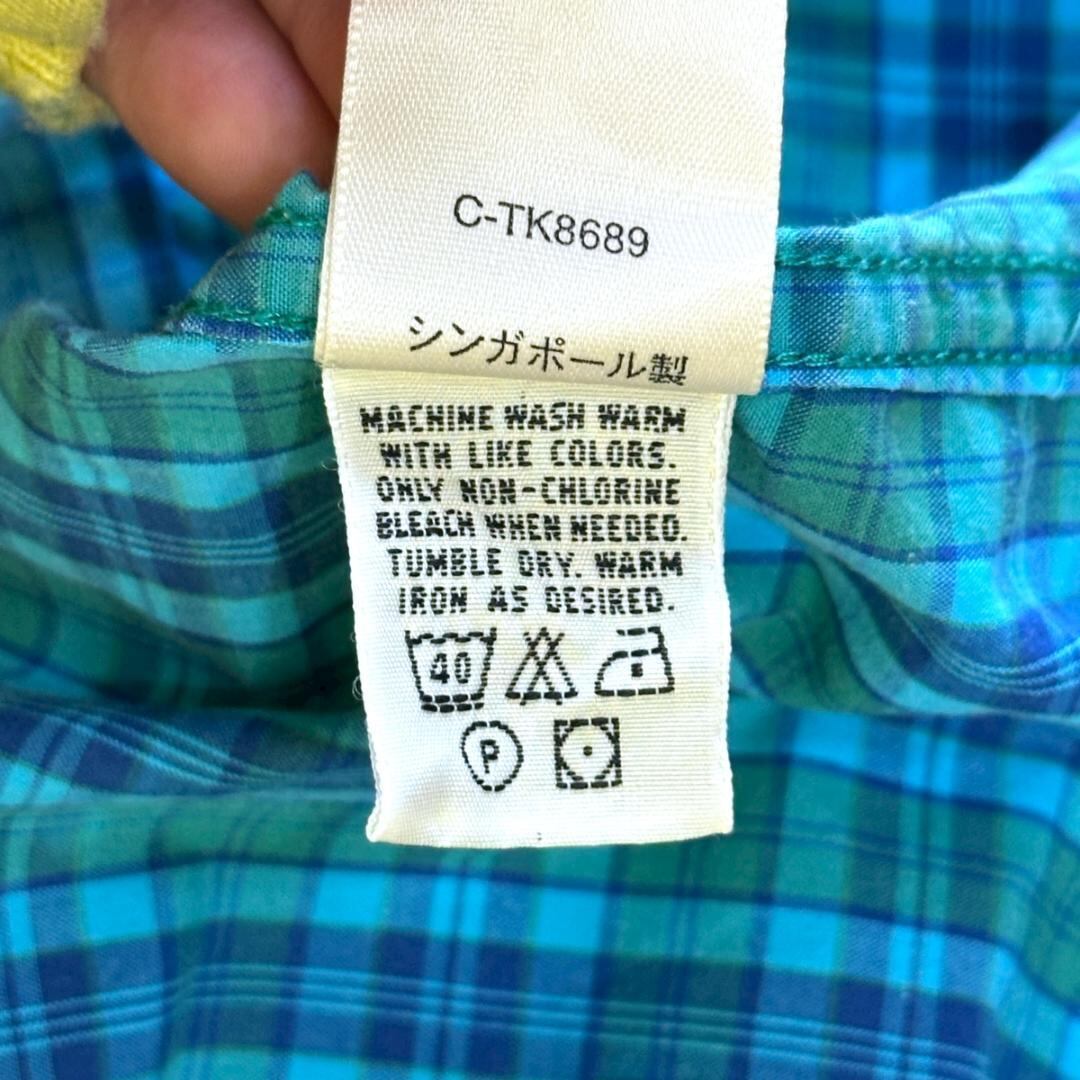 C-TK8689
シンガポール製
MACHINE WASH WARM
WITH LIKE COLORS.
ONLY NON-CHLORINE
BLEACH WHEN NEEDED.
TUMBLE DRY. WARM
IRON AS DESIRED.
40
P